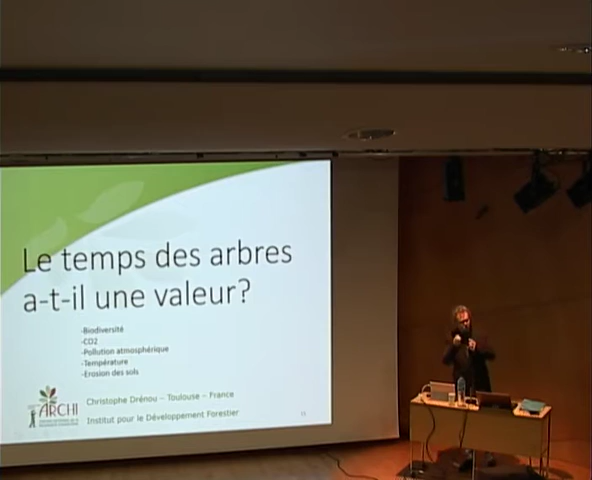 Le temps des arbres
a-t-il une valeur?
-Biodiversité
-CO2
-Pollution atmosphérique
-Température
-Erosion des sols
ARCHI
Christophe Drénou – Toulouse – France
Institut pour le Développement Forestier